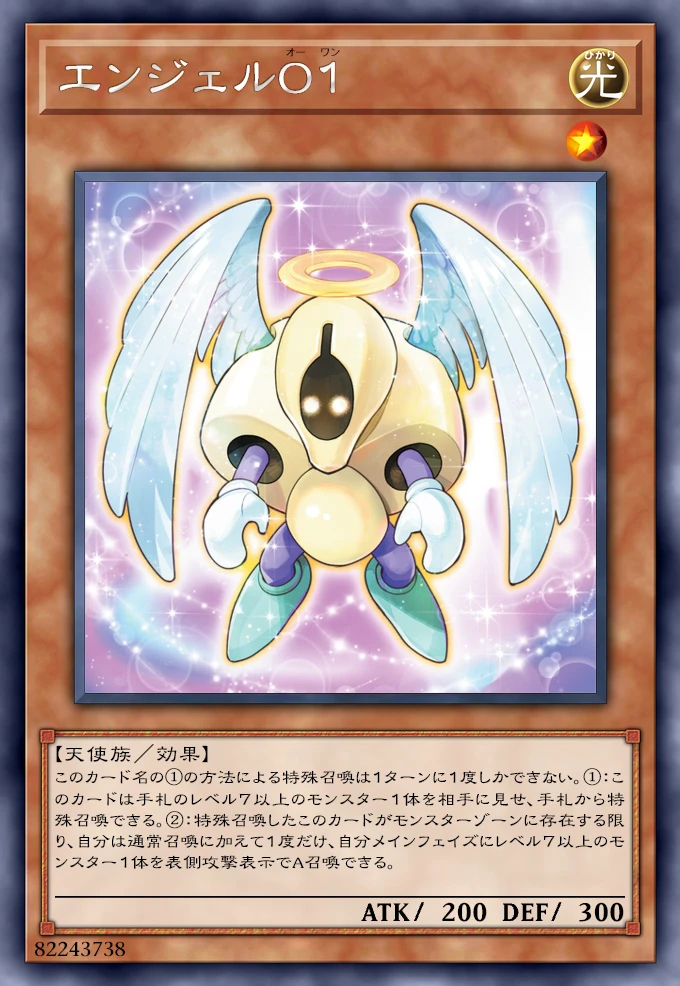 オー ワン
エンジェルO1
ひかり
光
【天使族／効果】
このカード名の①の方法による特殊召喚は1ターンに1度しかできない。①：こ
のカードは手札のレベル７以上のモンスター１体を相手に見せ、手札から特
殊召喚できる。②：特殊召喚したこのカードがモンスターゾーンに存在する限
り、自分は通常召喚に加えて1度だけ、自分メインフェイズにレベル７以上のモ
ンスター１体を表側攻撃表示でA召喚できる。
ATK/ 200 DEF/ 300
82243738